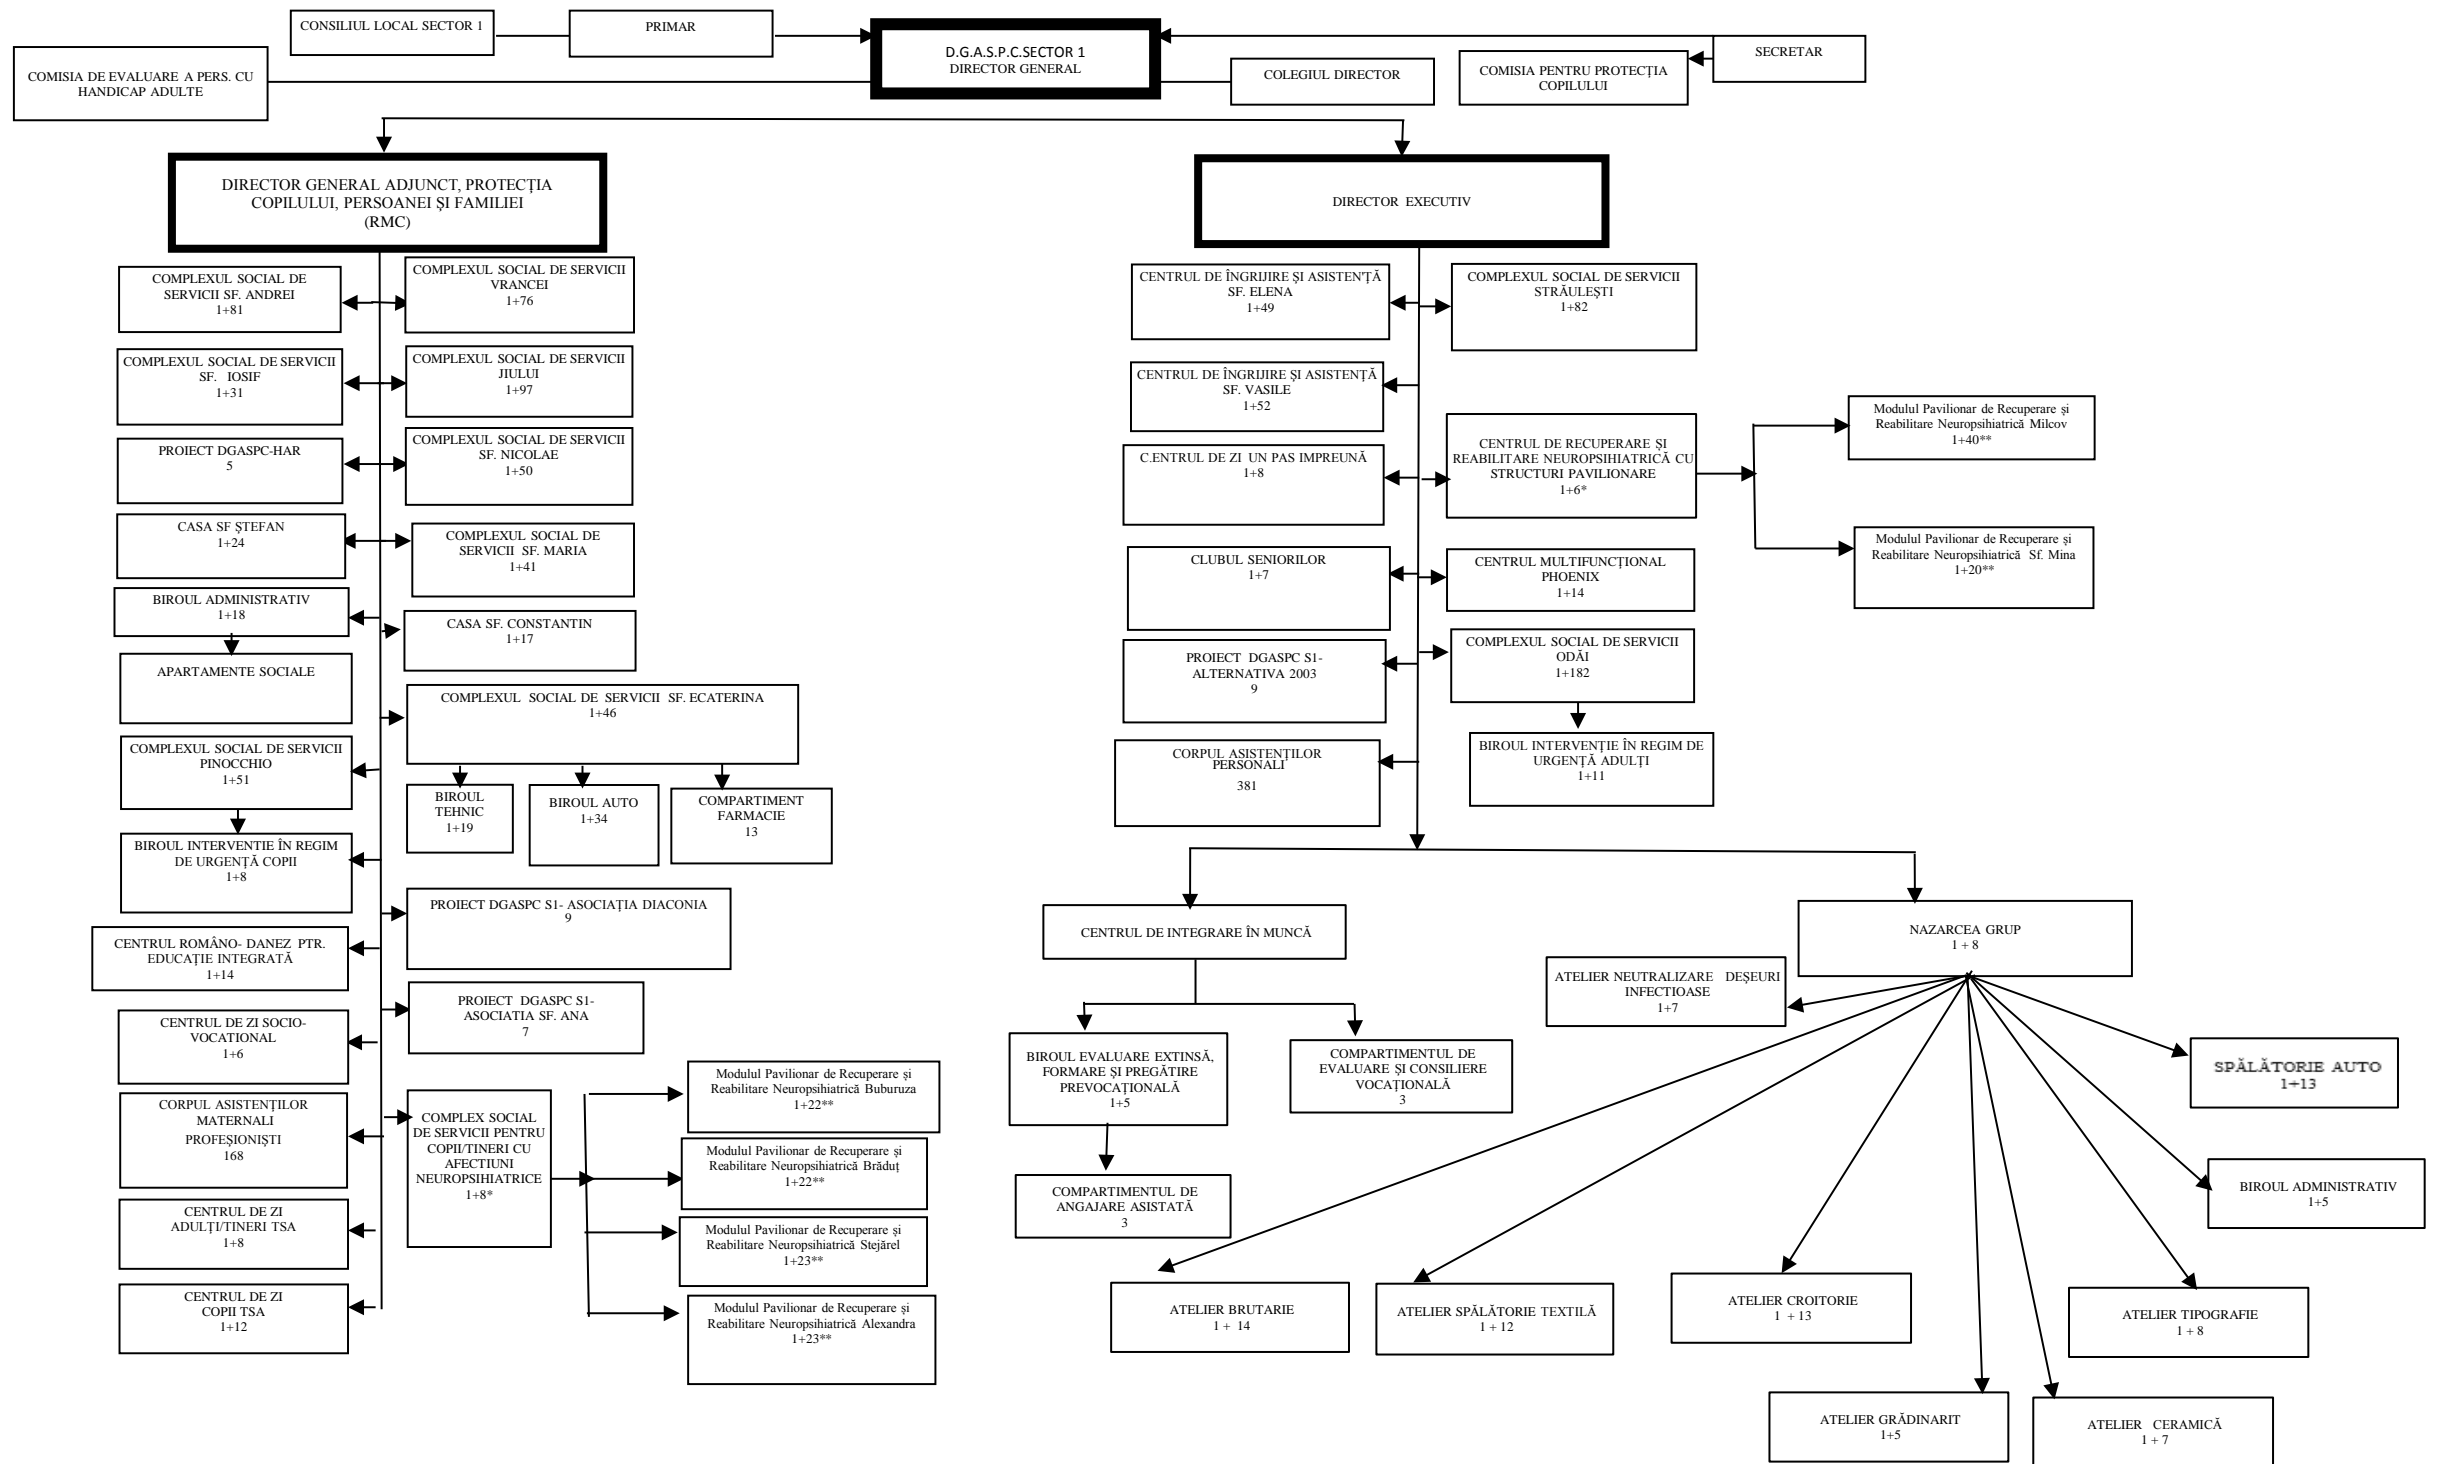 CONSILIUL LOCAL SECTOR 1
PRIMAR
D.G.A.S.P.C.SECTOR 1
DIRECTOR GENERAL
SECRETAR
COMISIA DE EVALUARE A PERS. CU
HANDICAP ADULTE
COLEGIUL DIRECTOR
COMISIA PENTRU PROTECȚIA
COPILULUI
DIRECTOR GENERAL ADJUNCT, PROTECȚIA
COPILULUI, PERSOANEI ȘI FAMILIEI
(RMC)
DIRECTOR EXECUTIV
COMPLEXUL SOCIAL DE
SERVICII SF. ANDREI
1+81
COMPLEXUL SOCIAL DE SERVICII
VRANCEI
1+76
COMPLEXUL SOCIAL DE SERVICII
SF. IOSIF
1+31
COMPLEXUL SOCIAL DE SERVICII
JIULUI
1+97
PROIECT DGASPC-HAR
5
COMPLEXUL SOCIAL DE SERVICII
SF. NICOLAE
1+50
CASA SF ȘTEFAN
1+24
COMPLEXUL SOCIAL DE
SERVICII SF. MARIA
1+41
BIROUL ADMINISTRATIV
1+18
CASA SF. CONSTANTIN
1+17
APARTAMENTE SOCIALE
COMPLEXUL SOCIAL DE SERVICII SF. ECATERINA
1+46
COMPLEXUL SOCIAL DE SERVICII
PINOCCHIO
1+51
BIROUL
TEHNIC
1+19
BIROUL AUTO
1+34
COMPARTIMENT
FARMACIE
13
BIROUL INTERVENTIE ÎN REGIM
DE URGENȚĂ COPII
1+8
PROIECT DGASPC S1- ASOCIAȚIA DIACONIA
9
CENTRUL ROMÂNO- DANEZ PTR.
EDUCAȚIE INTEGRATĂ
1+14
PROIECT DGASPC S1-
ASOCIATIA SF. ANA
7
CENTRUL DE ZI SOCIO-
VOCATIONAL
1+6
CORPUL ASISTENȚILOR
MATERNALI
PROFEȘIONIȘTI
168
COMPLEX SOCIAL
DE SERVICII PENTRU
COPII/TINERI CU
AFECTIUNI
NEUROPSIHIATRICE
1+8*
Modulul Pavilionar de Recuperare și
Reabilitare Neuropsihiatrică Buburuza
1+22**
Modulul Pavilionar de Recuperare și
Reabilitare Neuropsihiatrică Brăduț
1+22**
Modulul Pavilionar de Recuperare și
Reabilitare Neuropsihiatrică Stejărel
1+23**
Modulul Pavilionar de Recuperare și
Reabilitare Neuropsihiatrică Alexandra
1+23**
CENTRUL DE ZI
ADULȚI/TINERI TSA
1+8
CENTRUL DE ZI
COPII TSA
1+12
CENTRUL DE ÎNGRIJIRE ȘI ASISTENȚĂ
SF. ELENA
1+49
COMPLEXUL SOCIAL DE SERVICII
STRĂULEȘTI
1+82
CENTRUL DE ÎNGRIJIRE ȘI ASISTENȚĂ
SF. VASILE
1+52
C.ENTRUL DE ZI UN PAS IMPREUNĂ
1+8
CENTRUL DE RECUPERARE ȘI
REABILITARE NEUROPSIHIATRICĂ CU
STRUCTURI PAVILIONARE
1+6*
Modulul Pavilionar de Recuperare și
Reabilitare Neuropsihiatrică Milcov
1+40**
Modulul Pavilionar de Recuperare și
Reabilitare Neuropsihiatrică Sf. Mina
1+20**
CLUBUL SENIORILOR
1+7
CENTRUL MULTIFUNCȚIONAL
PHOENIX
1+14
PROIECT DGASPC S1-
ALTERNATIVA 2003
9
COMPLEXUL SOCIAL DE SERVICII
ODĂI
1+182
CORPUL ASISTENȚILOR
PERSONALI
381
BIROUL INTERVENȚIE ÎN REGIM DE
URGENȚĂ ADULȚI
1+11
CENTRUL DE INTEGRARE ÎN MUNCĂ
NAZARCEA GRUP
1 + 8
BIROUL EVALUARE EXTINSĂ,
FORMARE ȘI PREGĂTIRE
PREVOCAȚIONALĂ
1+5
COMPARTIMENTUL DE
EVALUARE ȘI CONSILIERE
VOCAȚIONALĂ
3
COMPARTIMENTUL DE
ANGAJARE ASISTATĂ
3
ATELIER NEUTRALIZARE DEȘEURI
INFECTIOASE
1+7
SPĂLĂTORIE AUTO
1+13
BIROUL ADMINISTRATIV
1+5
ATELIER BRUTARIE
1 + 14
ATELIER SPĂLĂTORIE TEXTILĂ
1 + 12
ATELIER CROITORIE
1 + 13
ATELIER TIPOGRAFIE
1 + 8
ATELIER GRĂDINARIT
1+5
ATELIER CERAMICĂ
1 + 7